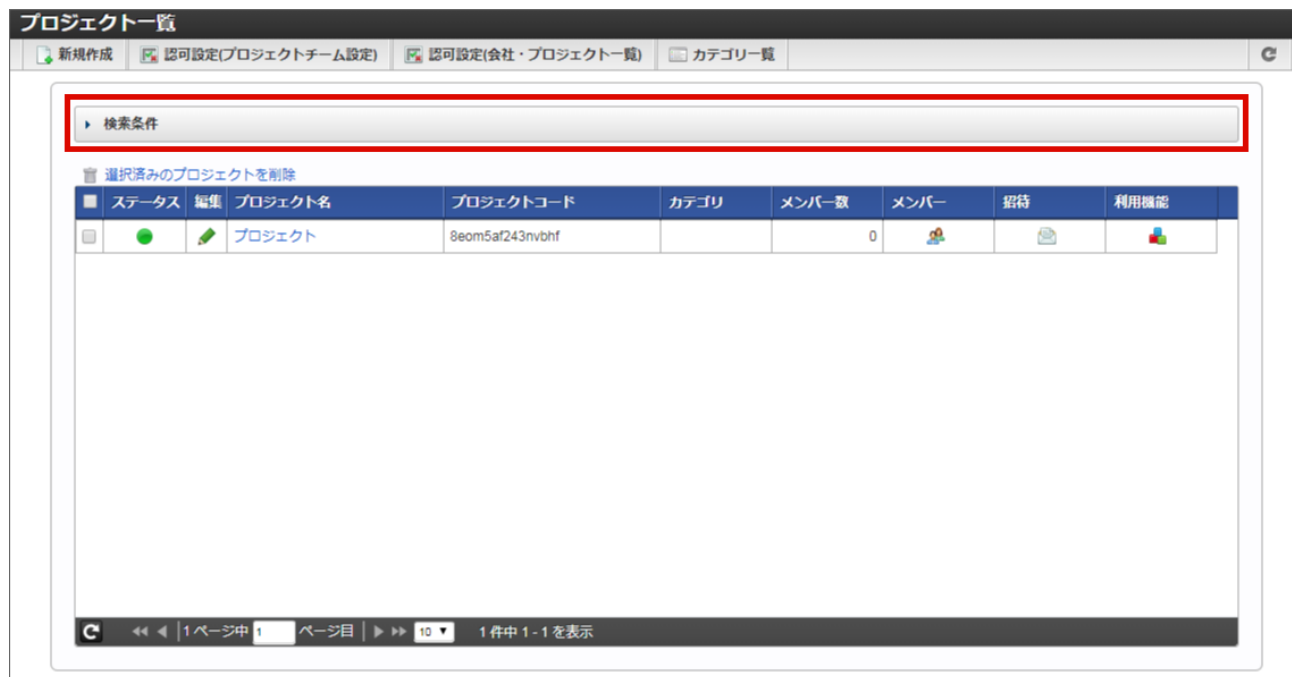 プロジェクト一覧
新規作成 認可設定(プロジェクトチーム設定) 認可設定(会社・プロジェクト一覧) カテゴリ一覧
検索条件
選択済みのプロジェクトを削除
ステータス 編集 プロジェクト名 プロジェクトコード カテゴリ メンバー数 メンバー 招待 利用機能
プロジェクト 8eom5af243nvbhf 0
1 ページ中 1 ページ目 10 1 件中 1 - 1 を表示